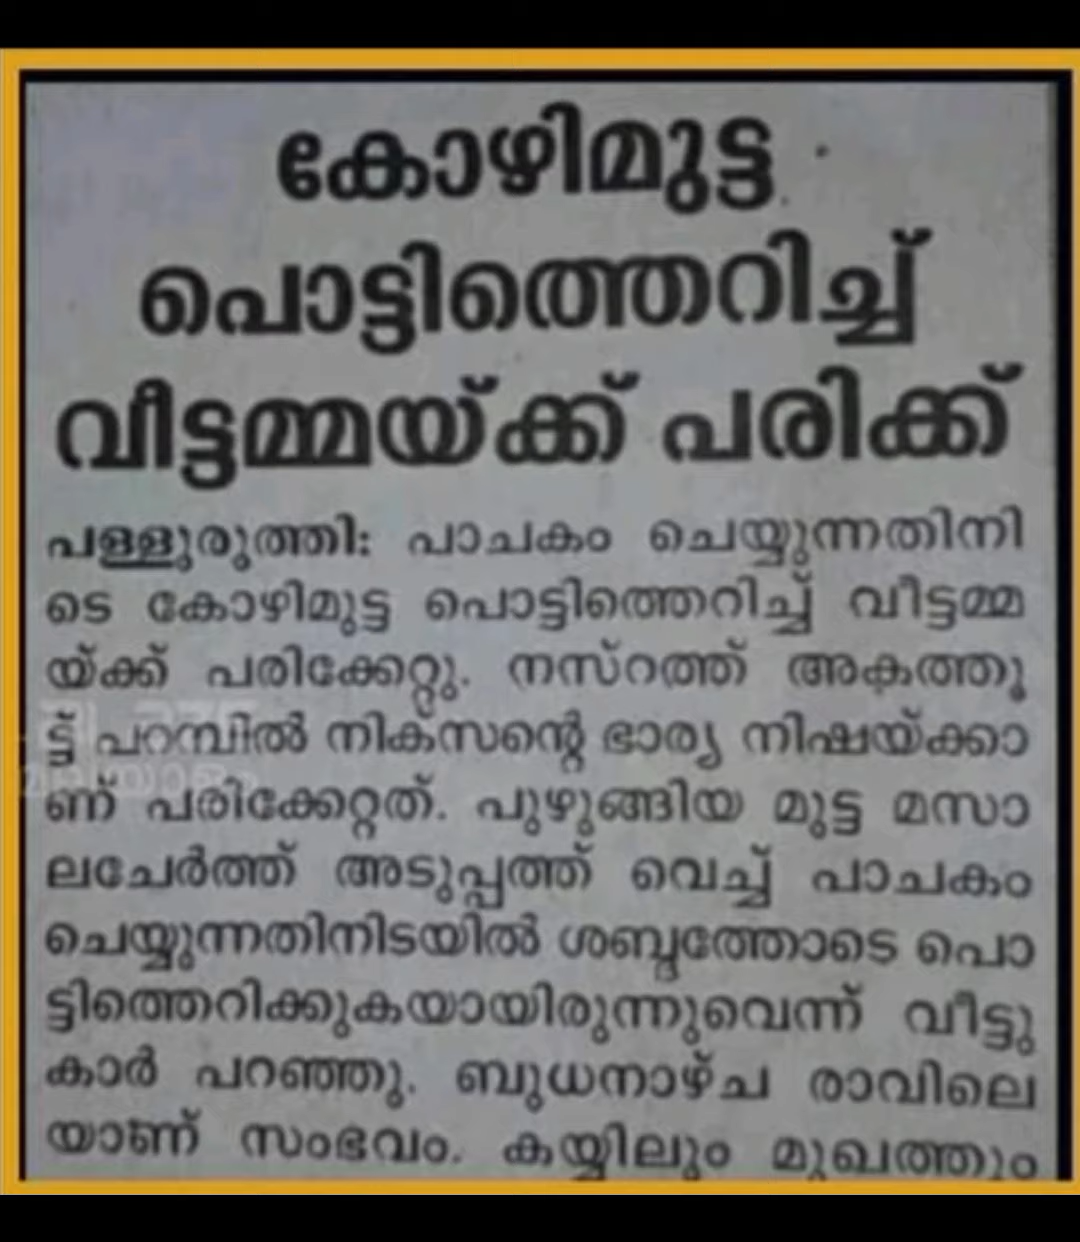 കോഴിമുട്ട
പൊട്ടിത്തെറിച്ച്
വീട്ടമ്മയ്ക്ക് പരിക്ക്
പള്ളുരുത്തി: പാചകം ചെയ്യുന്നതിനി
ടെ കോഴിമുട്ട പൊട്ടിത്തെറിച്ച് വീട്ടമ്മ
യ്ക്ക് പരിക്കേറ്റു. നസ്റത്ത് അകത്തൂ
ട്ട് പറമ്പിൽ നിക്സന്റെ ഭാര്യ നിഷയ്ക്കാ
ണ് പരിക്കേറ്റത്. പുഴുങ്ങിയ മുട്ട മസാ
ലചേർത്ത് അടുപ്പത്ത് വെച്ച് പാചകം
ചെയ്യുന്നതിനിടയിൽ ശബ്ദത്തോടെ പൊ
ട്ടിത്തെറിക്കുകയായിരുന്നുവെന്ന് വീട്ടു
കാർ പറഞ്ഞു. ബുധനാഴ്ച രാവിലെ
യാണ് സംഭവം. കയ്യിലും മുഖത്തും